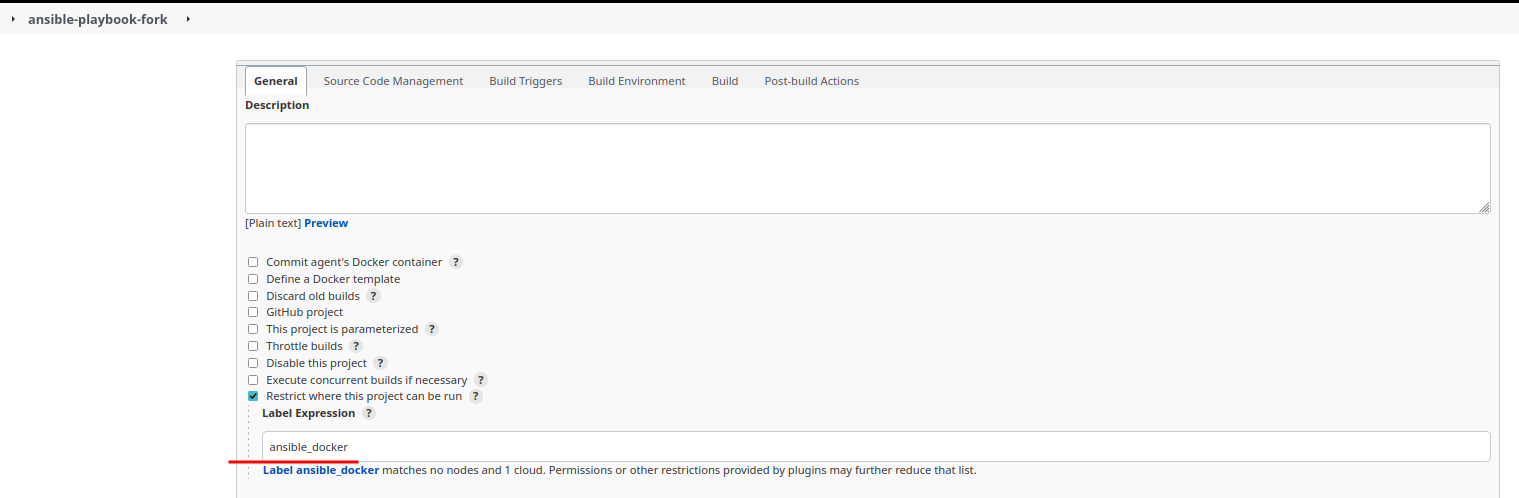 ansible-playbook-fork
General Source Code Management Build Triggers Build Environment Build Post-build Actions
Description
[Plain text] Preview
Commit agent's Docker container ?
Define a Docker template
Discard old builds ?
GitHub project
This project is parameterized ?
Throttle builds ?
Disable this project ?
Execute concurrent builds if necessary ?
Restrict where this project can be run ?
Label Expression ?
ansible_docker
Label ansible_docker matches no nodes and 1 cloud. Permissions or other restrictions provided by plugins may further reduce that list.